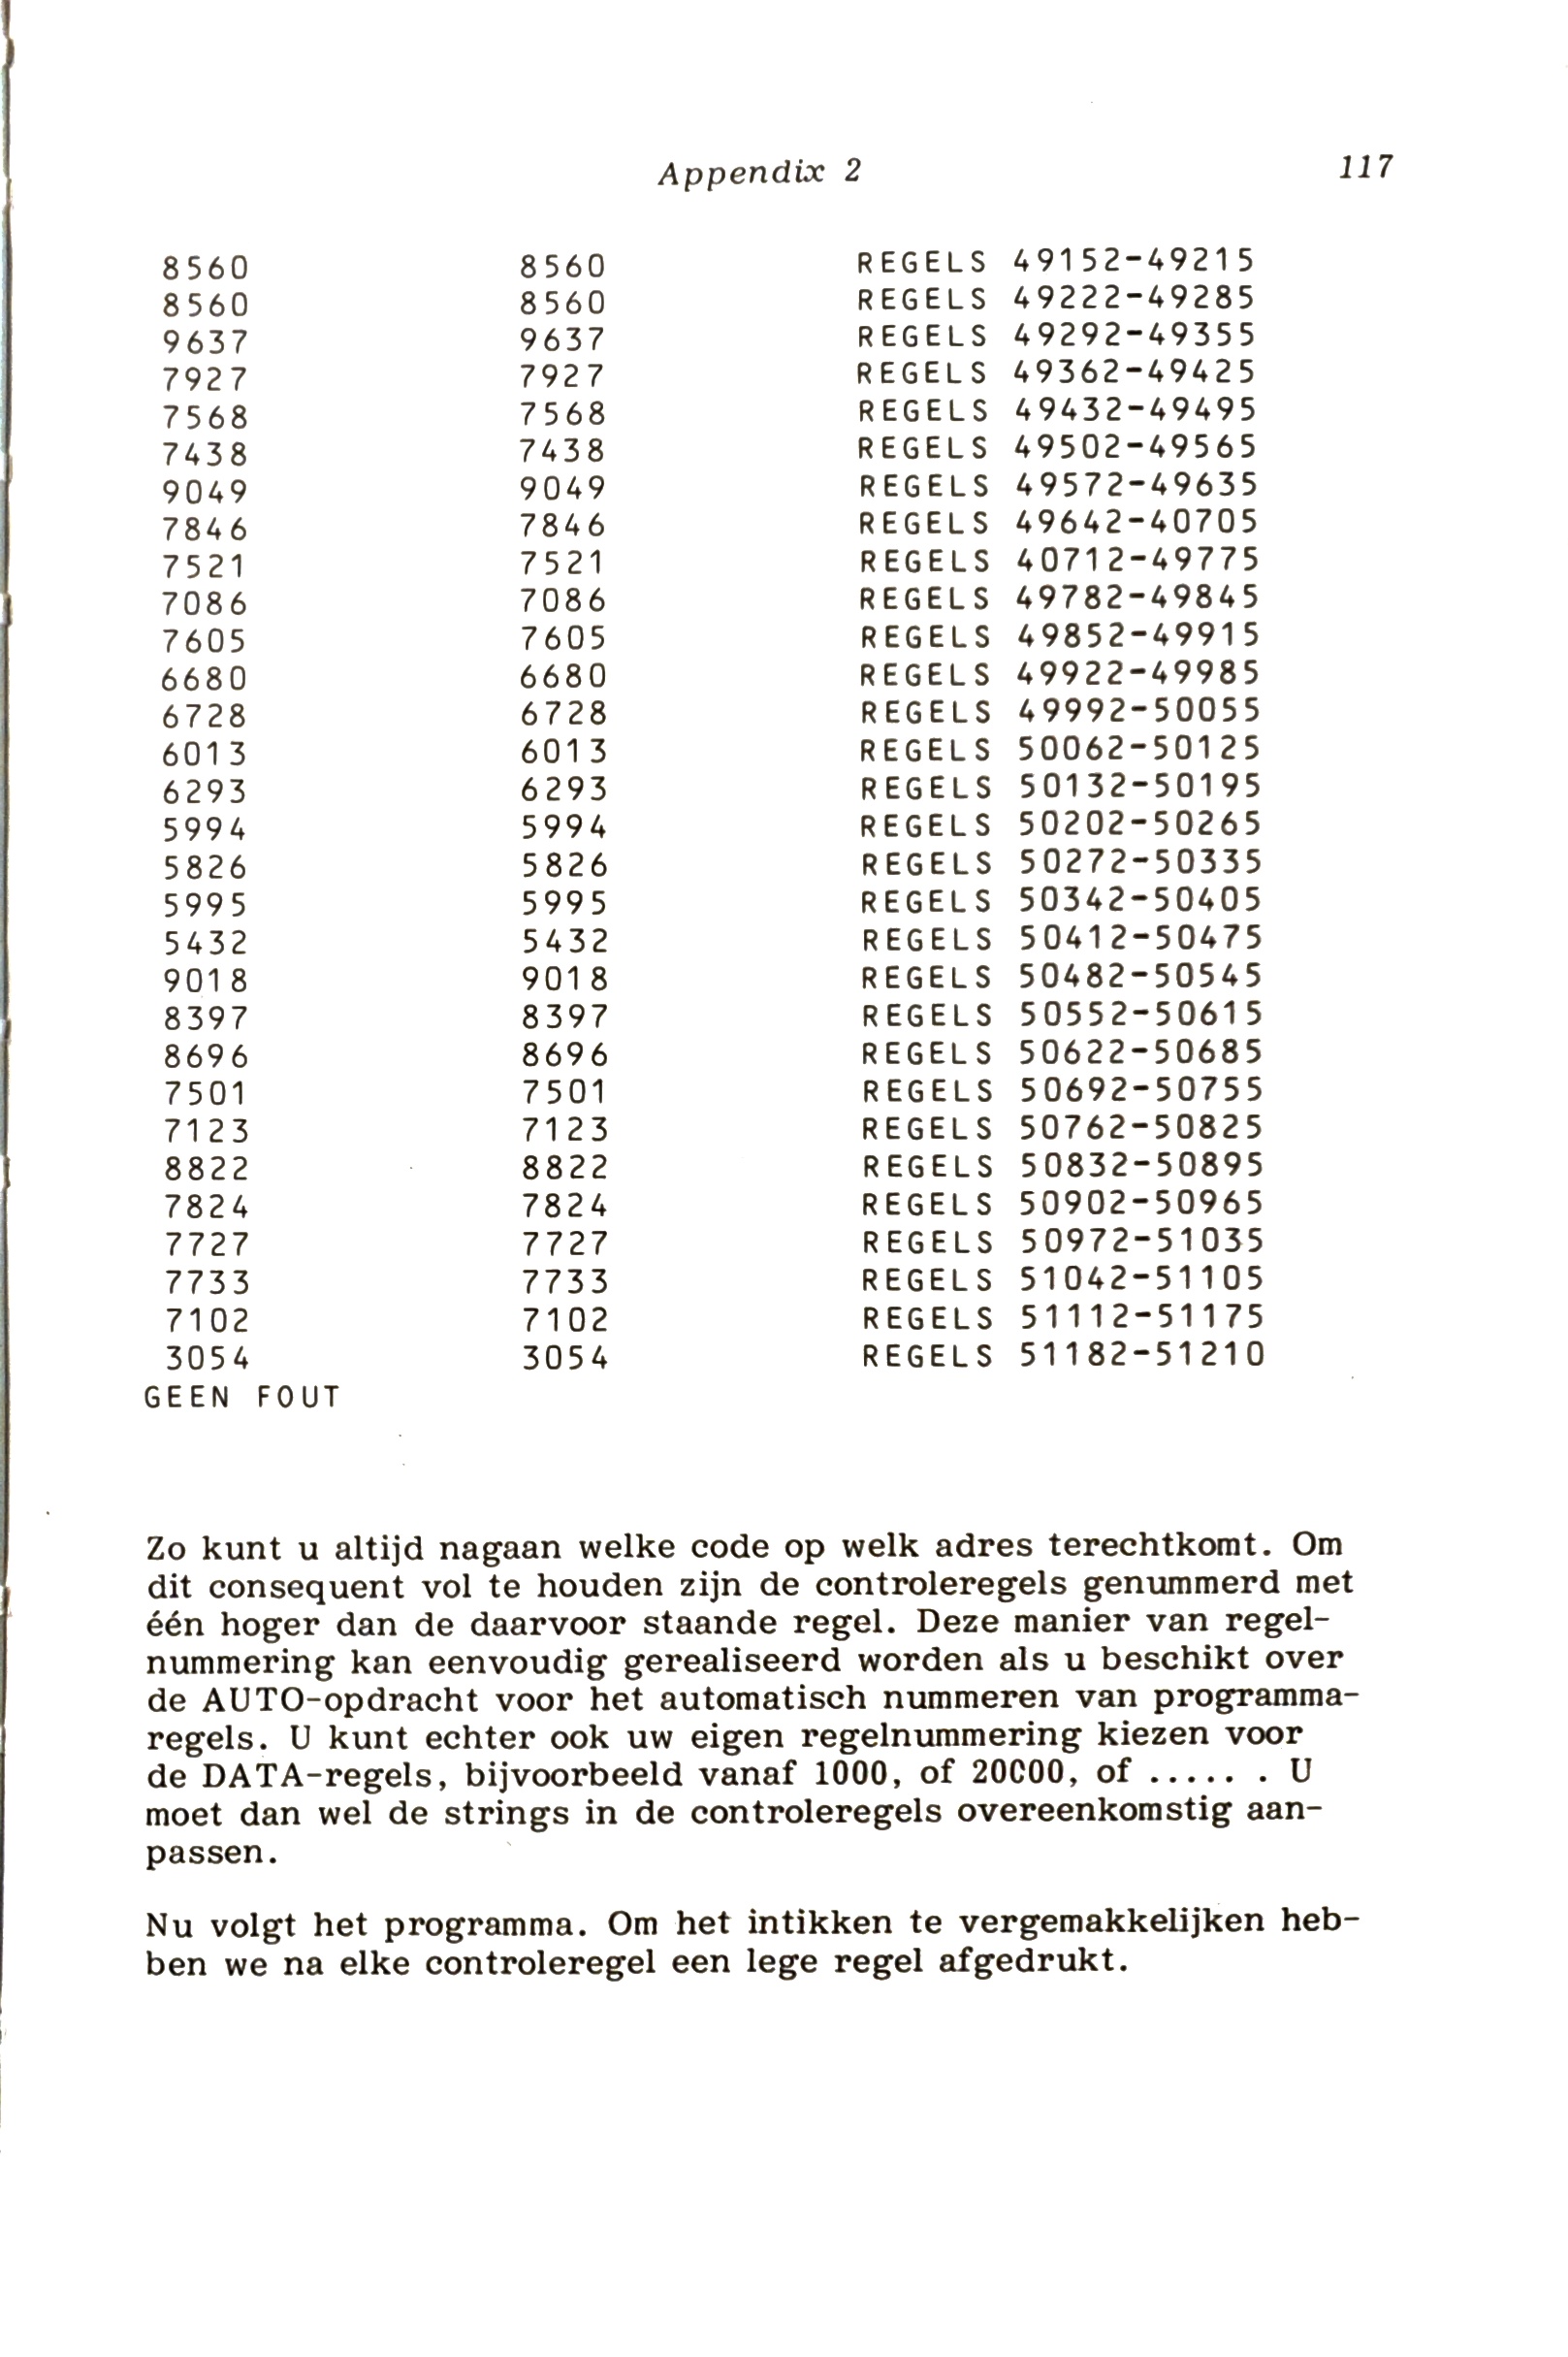 Appendix 2 117
8560 8560 REGELS 49152-49215
8560 8560 REGELS 49222-49285
9637 9637 REGELS 49292-49355
7927 7927 REGELS 49362-49425
7568 7568 REGELS 49432-49495
7438 7438 REGELS 49502-49565
9049 9049 REGELS 49572-49635
7846 7846 REGELS 49642-40705
7521 7521 REGELS 40712-49775
7086 7086 REGELS 49782-49845
7605 7605 REGELS 49852-49915
6680 6680 REGELS 49922-49985
6728 6728 REGELS 49992-50055
6013 6013 REGELS 50062-50125
6293 6293 REGELS 50132-50195
5994 5994 REGELS 50202-50265
5826 5826 REGELS 50272-50335
5995 5995 REGELS 50342-50405
5432 5432 REGELS 50412-50475
9018 9018 REGELS 50482-50545
8397 8397 REGELS 50552-50615
8696 8696 REGELS 50622-50685
7501 7501 REGELS 50692-50755
7123 7123 REGELS 50762-50825
8822 8822 REGELS 50832-50895
7824 7824 REGELS 50902-50965
7727 7727 REGELS 50972-51035
7733 7733 REGELS 51042-51105
7102 7102 REGELS 51112-51175
3054 3054 REGELS 51182-51210
GEEN FOUT
Zo kunt u altijd nagaan welke code op welk adres terechtkomt. Om
dit consequent vol te houden zijn de controleregels genummerd met
één hoger dan de daarvoor staande regel. Deze manier van regel-
nummering kan eenvoudig gerealiseerd worden als u beschikt over
de AUTO-opdracht voor het automatisch nummeren van programma-
regels. U kunt echter ook uw eigen regelnummering kiezen voor
de DATA-regels, bijvoorbeeld vanaf 1000, of 20C00, of ...... . U
moet dan wel de strings in de controleregels overeenkomstig aan-
passen.
Nu volgt het programma. Om het intikken te vergemakkelijken heb-
ben we na elke controleregel een lege regel afgedrukt.